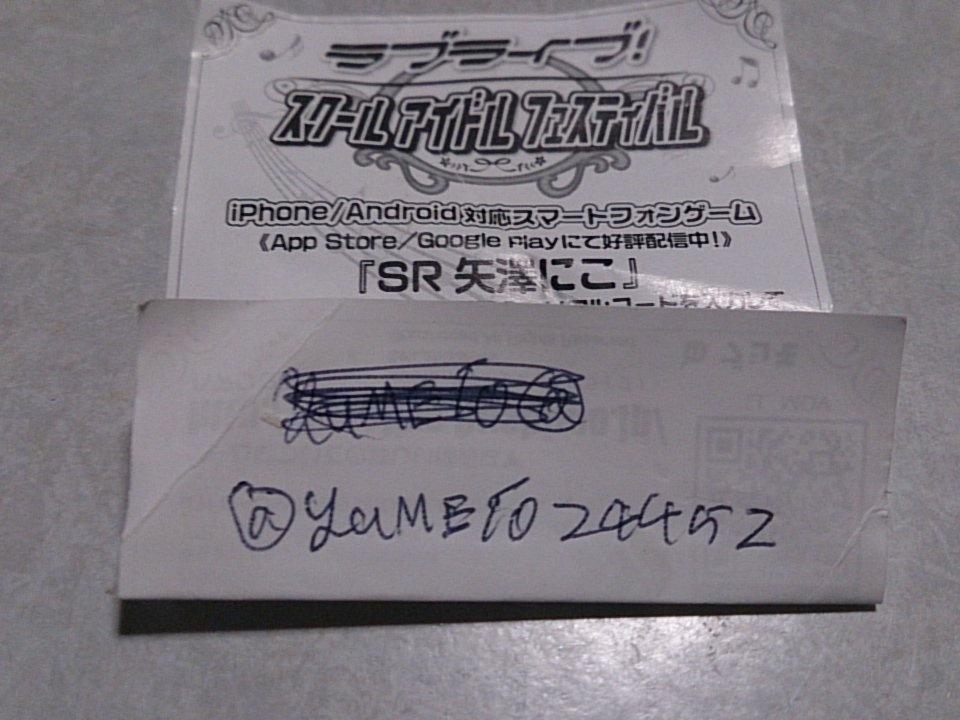 ラブライブ!
スクールアイドルフェスティバル
iPhone/Android対応スマートフォンゲーム
《App Store/Google Playにて好評配信中!》
『SR 矢澤にこ』
@YUMEIO24452